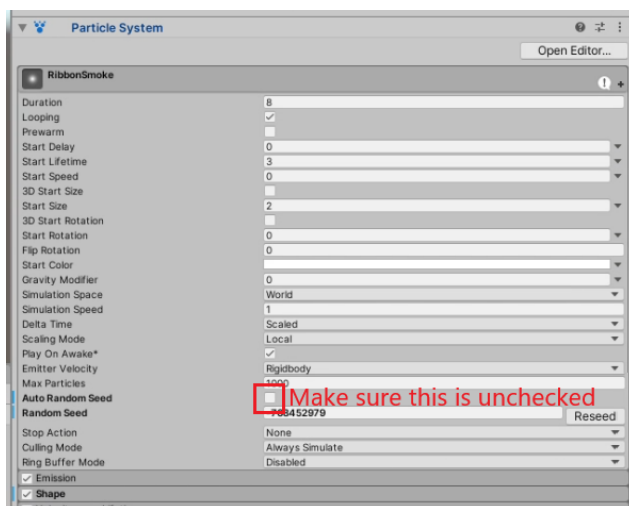 Particle System
Open Editor...
RibbonSmoke
Duration 8
Looping
Prewarm
Start Delay 0
Start Lifetime 3
Start Speed 0
3D Start Size
Start Size 2
3D Start Rotation
Start Rotation 0
Flip Rotation 0
Start Color
Gravity Modifier 0
Simulation Space World
Simulation Speed 1
Delta Time Scaled
Scaling Mode Local
Play On Awake*
Emitter Velocity Rigidbody
Max Particles 1000
Auto Random Seed Make sure this is unchecked
Random Seed -788452979 Reseed
Stop Action None
Culling Mode Always Simulate
Ring Buffer Mode Disabled
Emission
Shape